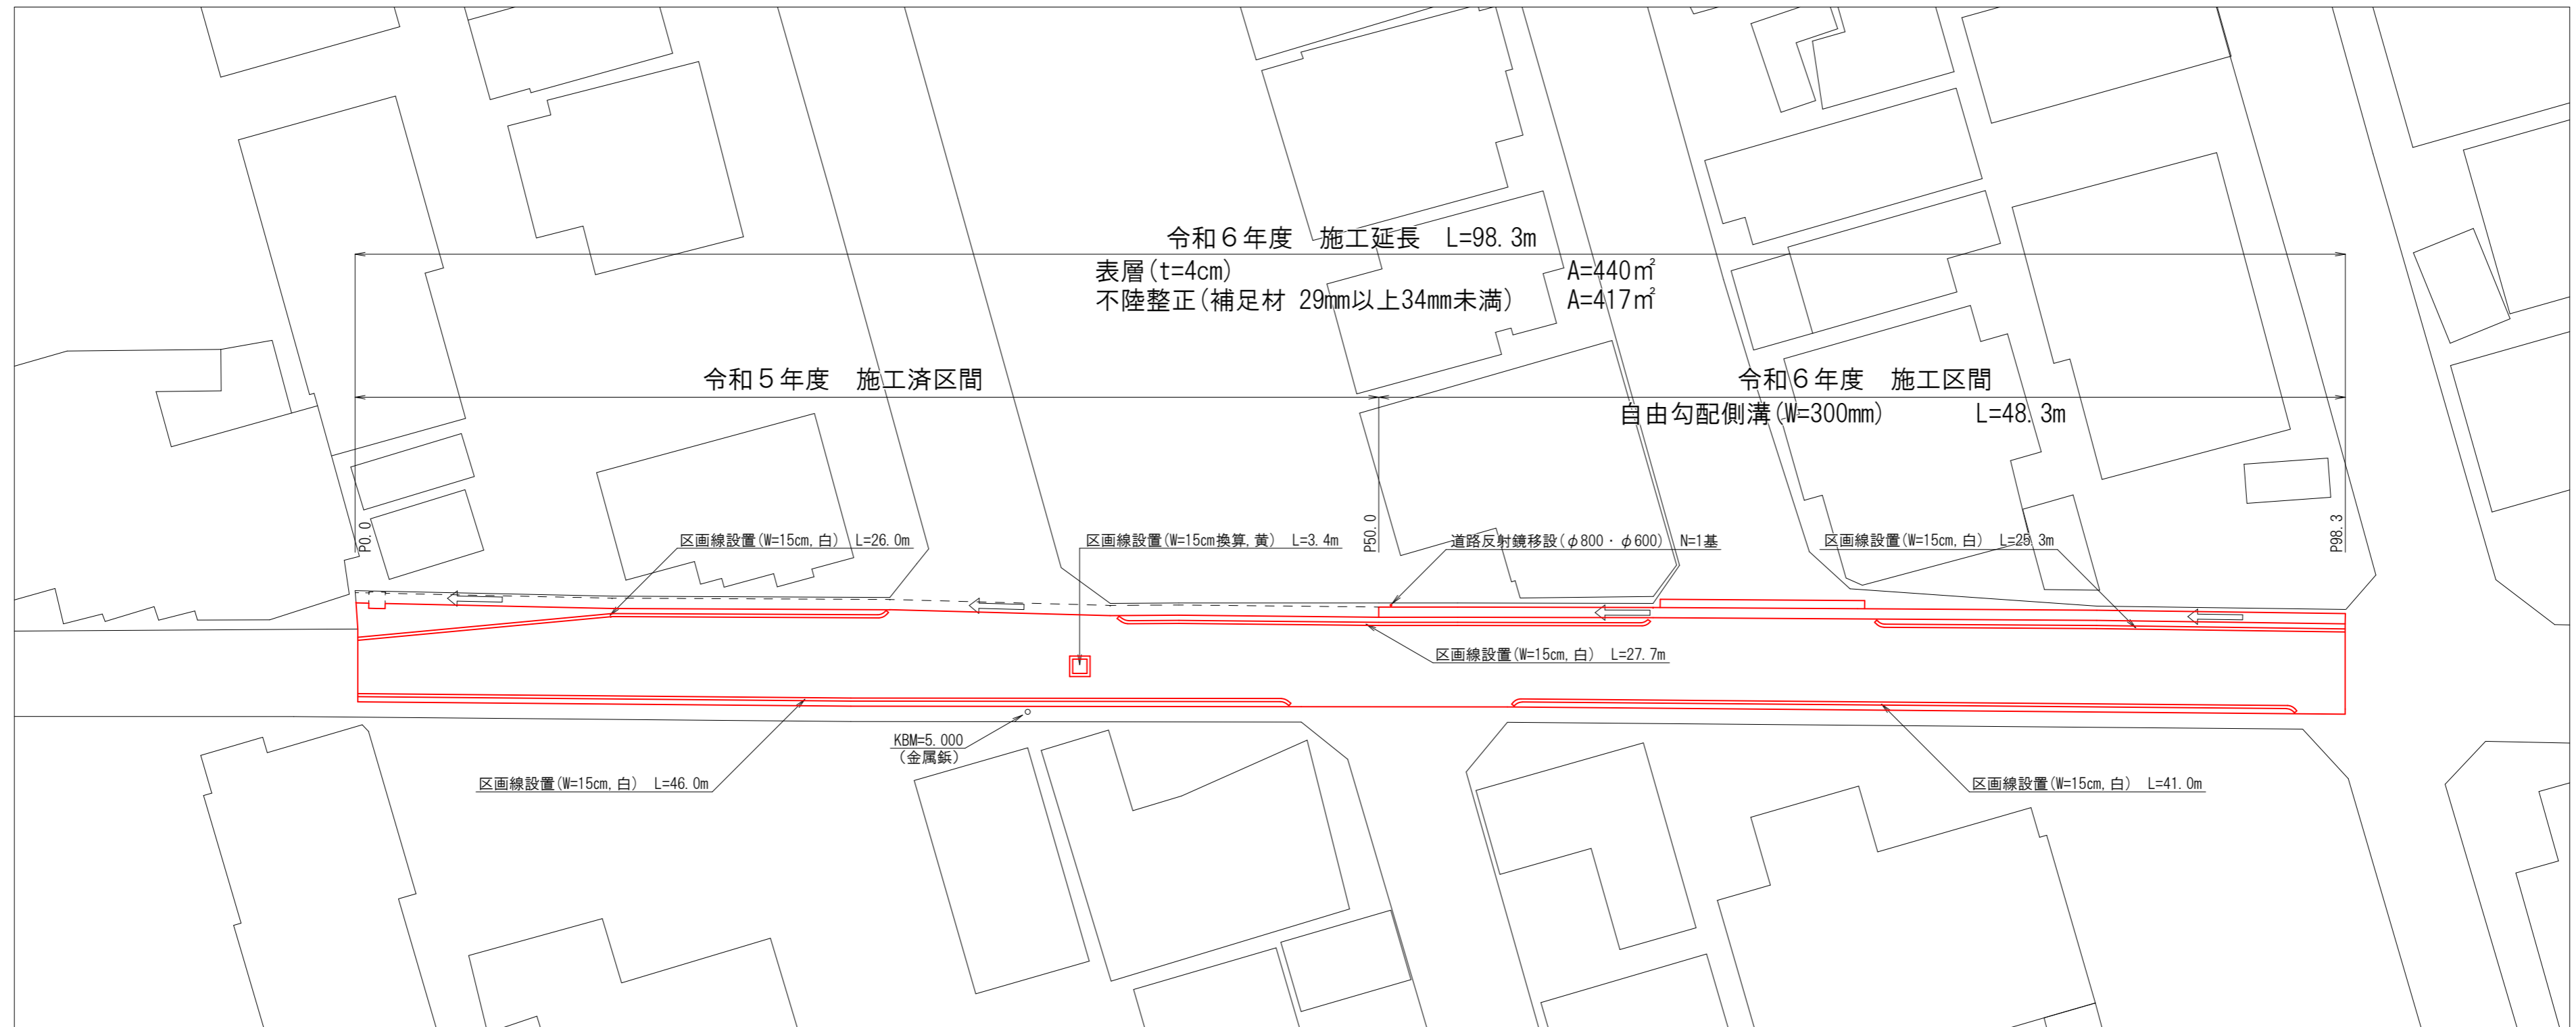 令和６年度　施工延長　L=98.3m
表層(t=4cm)　A=440㎡
不陸整正(補足材 29mm以上34mm未満)　A=417㎡
令和５年度　施工済区間
令和６年度　施工区間
自由勾配側溝(W=300mm)　L=48.3m
P0.0
P50.0
P98.3
区画線設置(W=15cm,白)　L=26.0m
区画線設置(W=15cm換算,黄)　L=3.4m
道路反射鏡移設(φ800・φ600)　N=1基
区画線設置(W=15cm,白)　L=25.3m
区画線設置(W=15cm,白)　L=27.7m
KBM=5.000
(金属鋲)
区画線設置(W=15cm,白)　L=46.0m
区画線設置(W=15cm,白)　L=41.0m